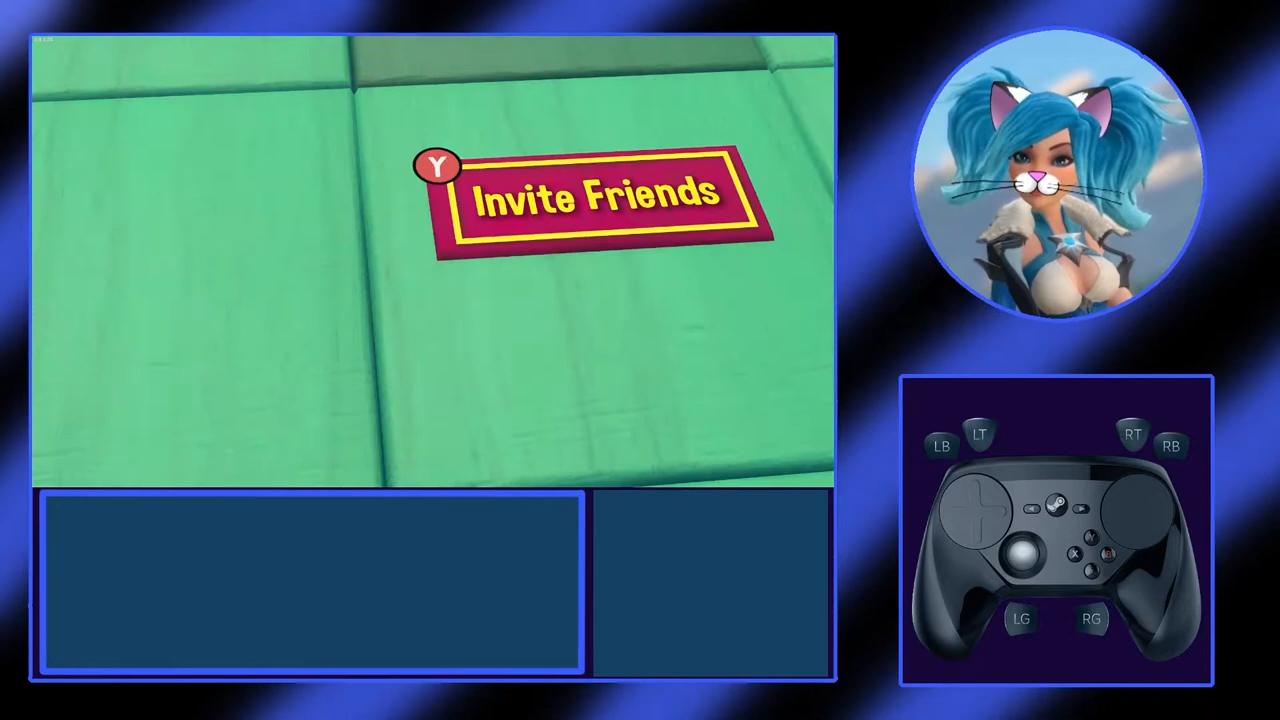 Y
Invite Friends
LT
RT
LB
RB
Y
X
B
LG
RG